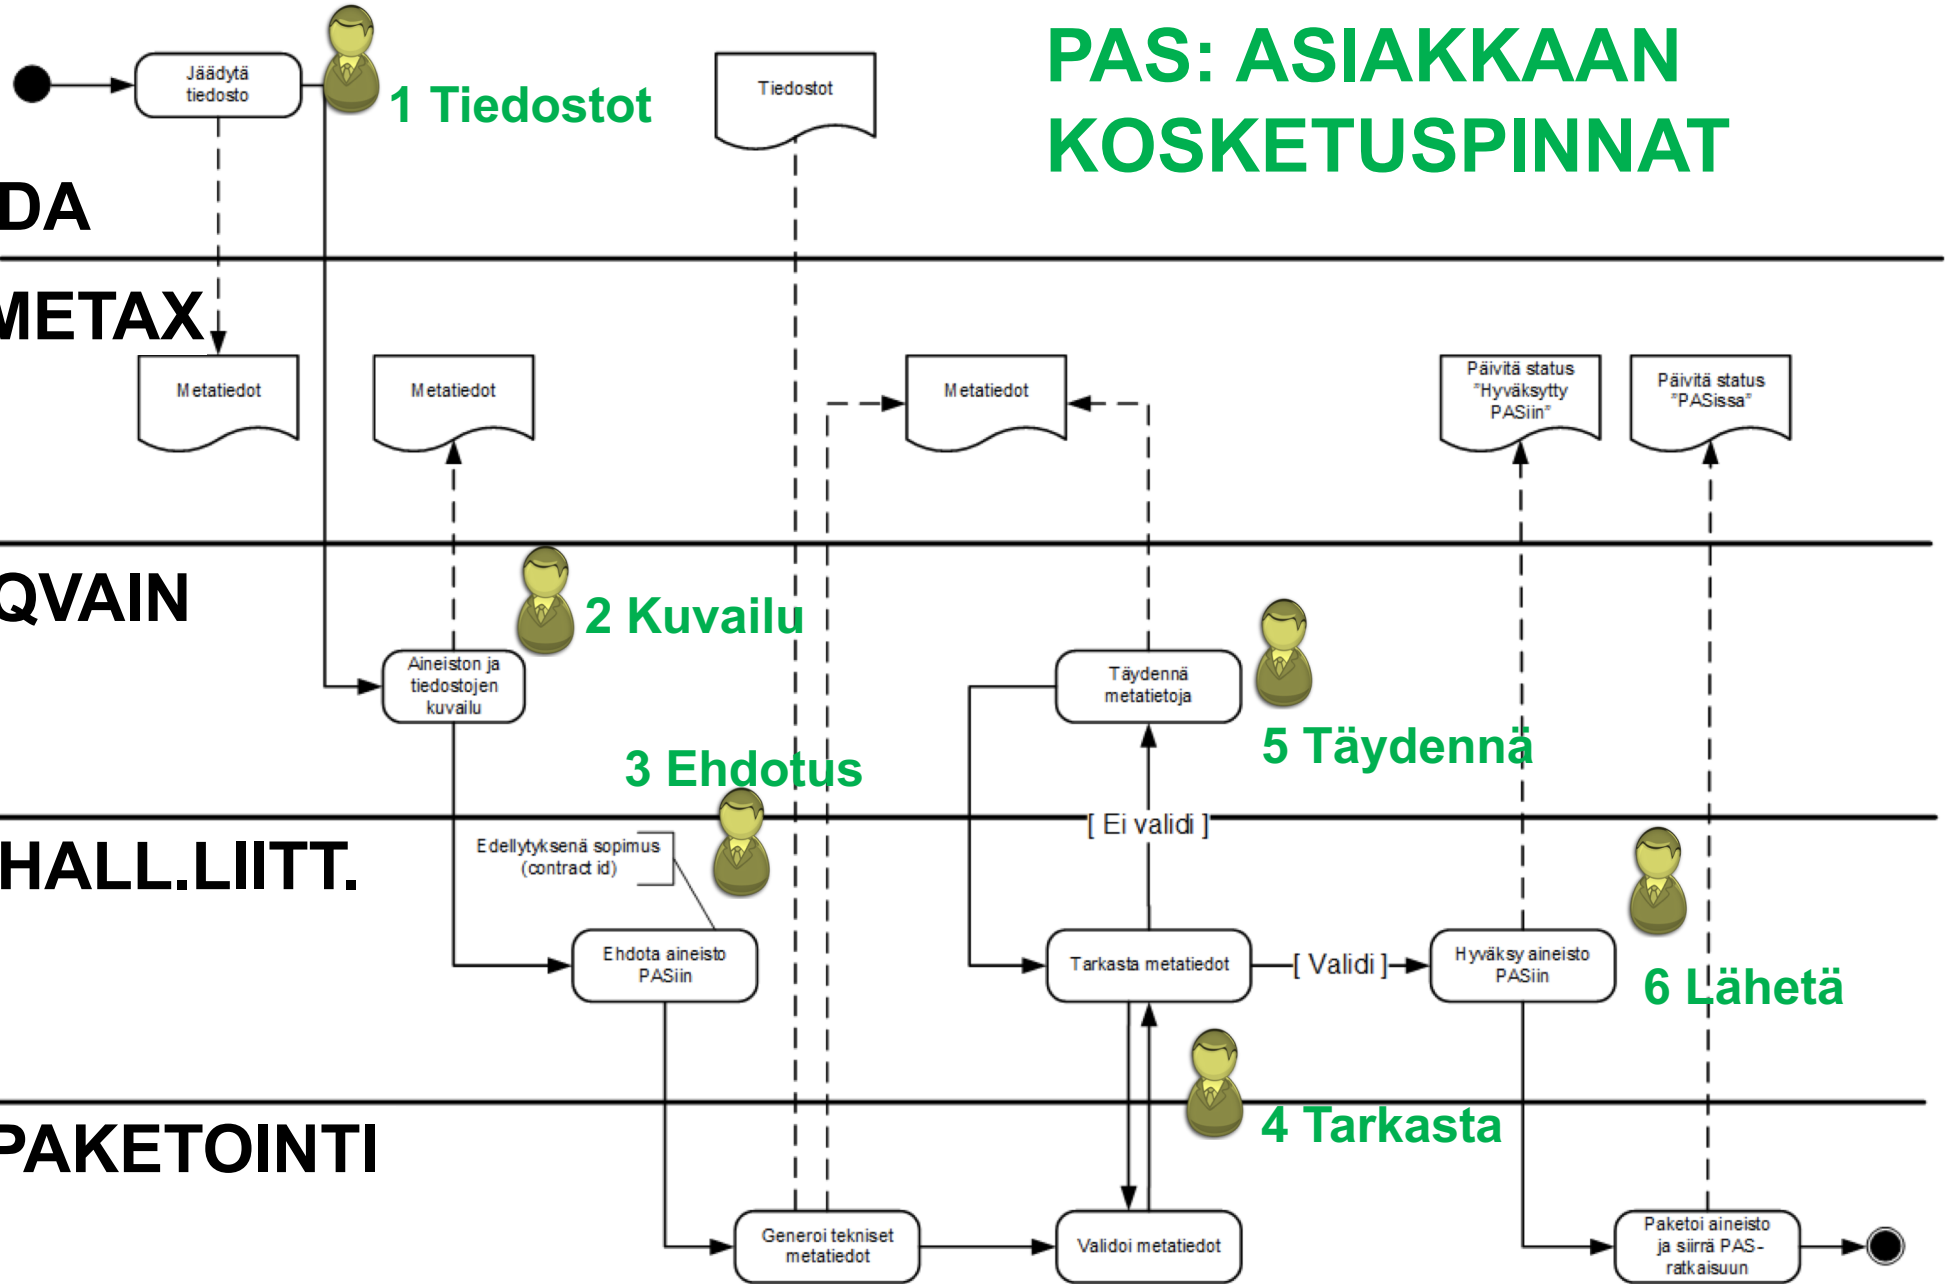 PAS: ASIAKKAAN
KOSKETUSPINNAT
Jäädytä
tiedosto
1 Tiedostot
Tiedostot
DA
METAX
Metatiedot
Metatiedot
Metatiedot
Päivitä status
"Hyväksytty
PASiin"
Päivitä status
"PASissa"
QVAIN
2 Kuvailu
Aineiston ja
tiedostojen
kuvailu
Täydennä
metatietoja
5 Täydennä
3 Ehdotus
[ Ei validi ]
HALL.LIITT.
Edellytyksenä sopimus
(contract id)
Ehdota aineisto
PASiin
Tarkasta metatiedot
[ Validi ]
Hyväksy aineisto
PASiin
6 Lähetä
4 Tarkasta
PAKETOINTI
Generoi tekniset
metatiedot
Validoi metatiedot
Paketoi aineisto
ja siirrä PAS-
ratkaisuun